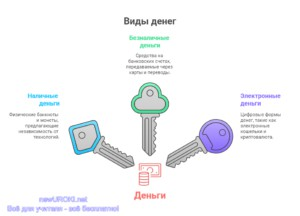 Виды денег
Безналичные
деньги
Средства на
банковских счетах,
передаваемые через
карты и переводы.
Наличные
деньги
Физические банкноты
и монеты,
предлагающие
независимость от
технологий.
Электронные
деньги
Цифровые формы
денег, такие как
электронные
кошельки и
криптовалюта.
Деньги
newUROKI.net
Всё для учителя - всё бесплатно!